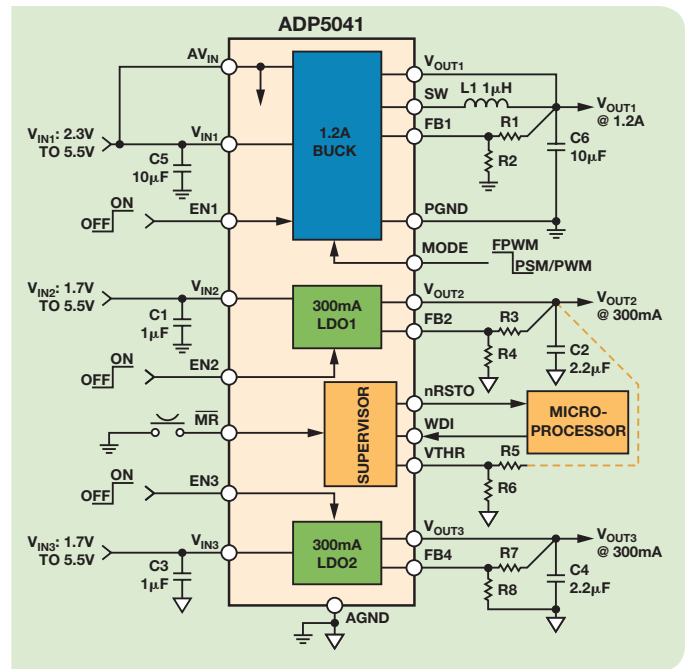 ADP5041
AVIN
VIN1: 2.3V
TO 5.5V
VIN1
C5
10µF
ON
OFF
EN1
VIN2: 1.7V
TO 5.5V
VIN2
C1
1µF
ON
OFF
EN2
MR
ON
OFF
EN3
VIN3: 1.7V
TO 5.5V
VIN3
C3
1µF
1.2A
BUCK
300mA
LDO1
SUPERVISOR
300mA
LDO2
AGND
VOUT1
SW
L1 1µH
FB1
R1
R2
VOUT1
@ 1.2A
C6
10µF
PGND
MODE
FPWM
PSM/PWM
VOUT2
FB2
R3
R4
VOUT2
@ 300mA
C2
2.2µF
nRSTO
WDI
VTHR
MICRO-
PROCESSOR
R5
R6
VOUT3
FB4
R7
R8
VOUT3
@ 300mA
C4
2.2µF